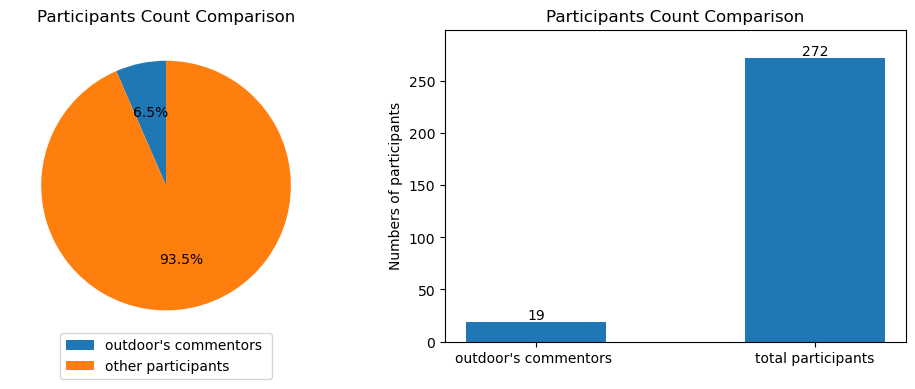 Participants Count Comparison
6.5%
93.5%
outdoor's commentors
other participants
Participants Count Comparison
Numbers of participants
250
200
150
100
50
0
19
272
outdoor's commentors
total participants